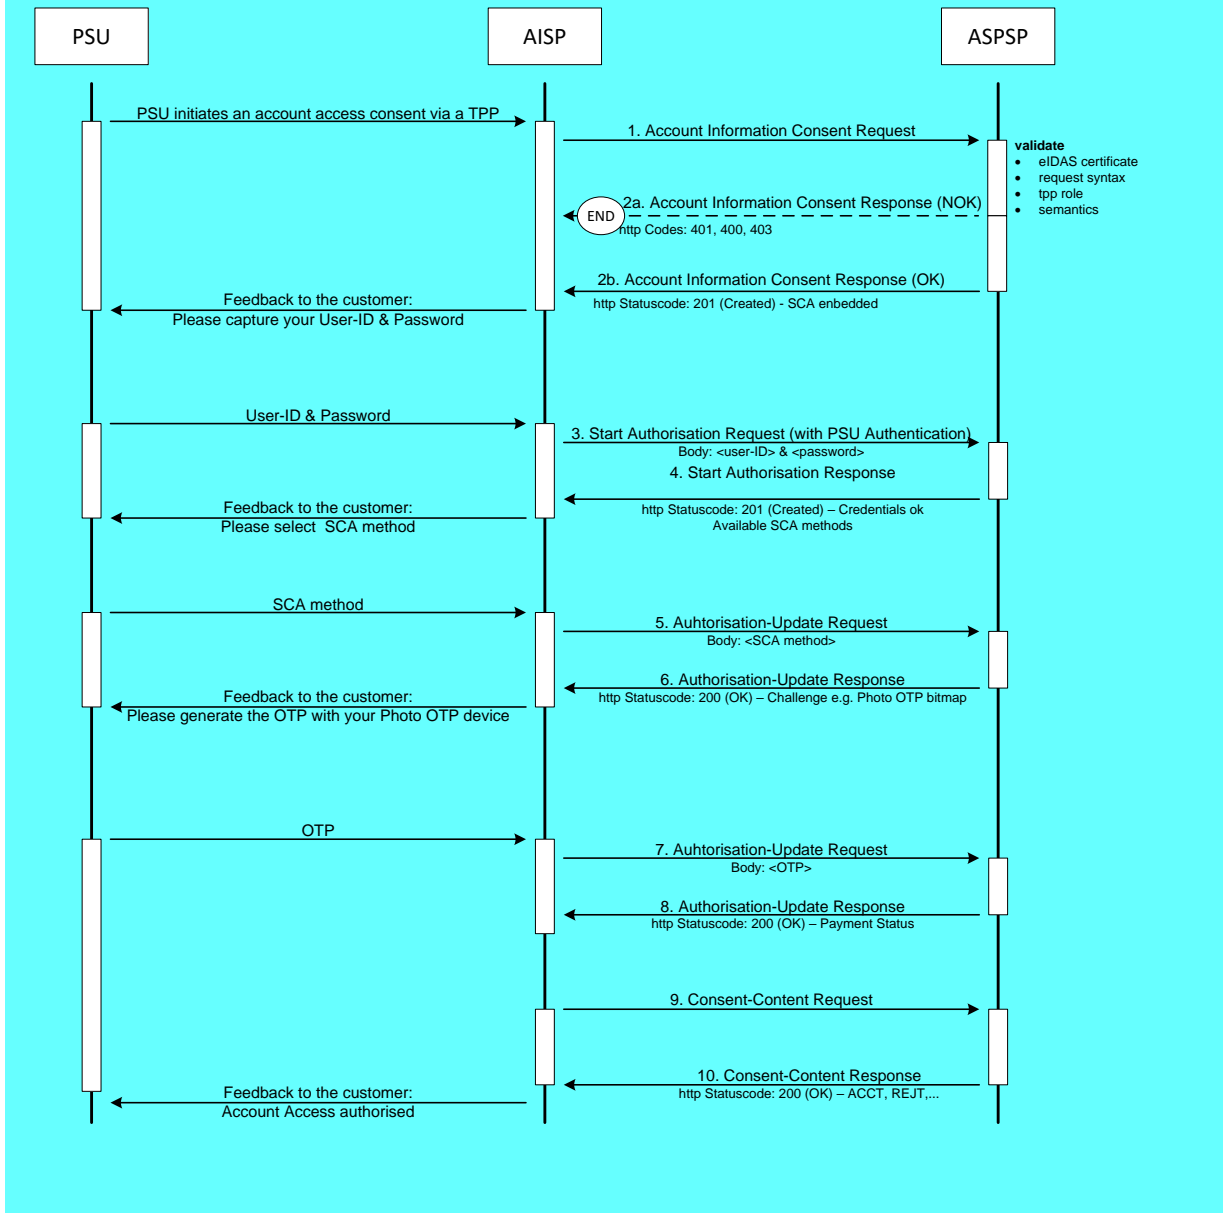 PSU
AISP
ASPSP
PSU initiates an account access consent via a TPP
1. Account Information Consent Request
validate
• eIDAS certificate
• request syntax
• tpp role
• semantics
2a. Account Information Consent Response (NOK)
END
http Codes: 401, 400, 403
2b. Account Information Consent Response (OK)
http Statuscode: 201 (Created) - SCA enbedded
Feedback to the customer:
Please capture your User-ID & Password
User-ID & Password
3. Start Authorisation Request (with PSU Authentication)
Body: <user-ID> & <password>
4. Start Authorisation Response
http Statuscode: 201 (Created) – Credentials ok
Available SCA methods
Feedback to the customer:
Please select  SCA method
SCA method
5. Auhtorisation-Update Request
Body: <SCA method>
6. Authorisation-Update Response
http Statuscode: 200 (OK) – Challenge e.g. Photo OTP bitmap
Feedback to the customer:
Please generate the OTP with your Photo OTP device
OTP
7. Auhtorisation-Update Request
Body: <OTP>
8. Authorisation-Update Response
http Statuscode: 200 (OK) – Payment Status
9. Consent-Content Request
10. Consent-Content Response
http Statuscode: 200 (OK) – ACCT, REJT,...
Feedback to the customer:
Account Access authorised